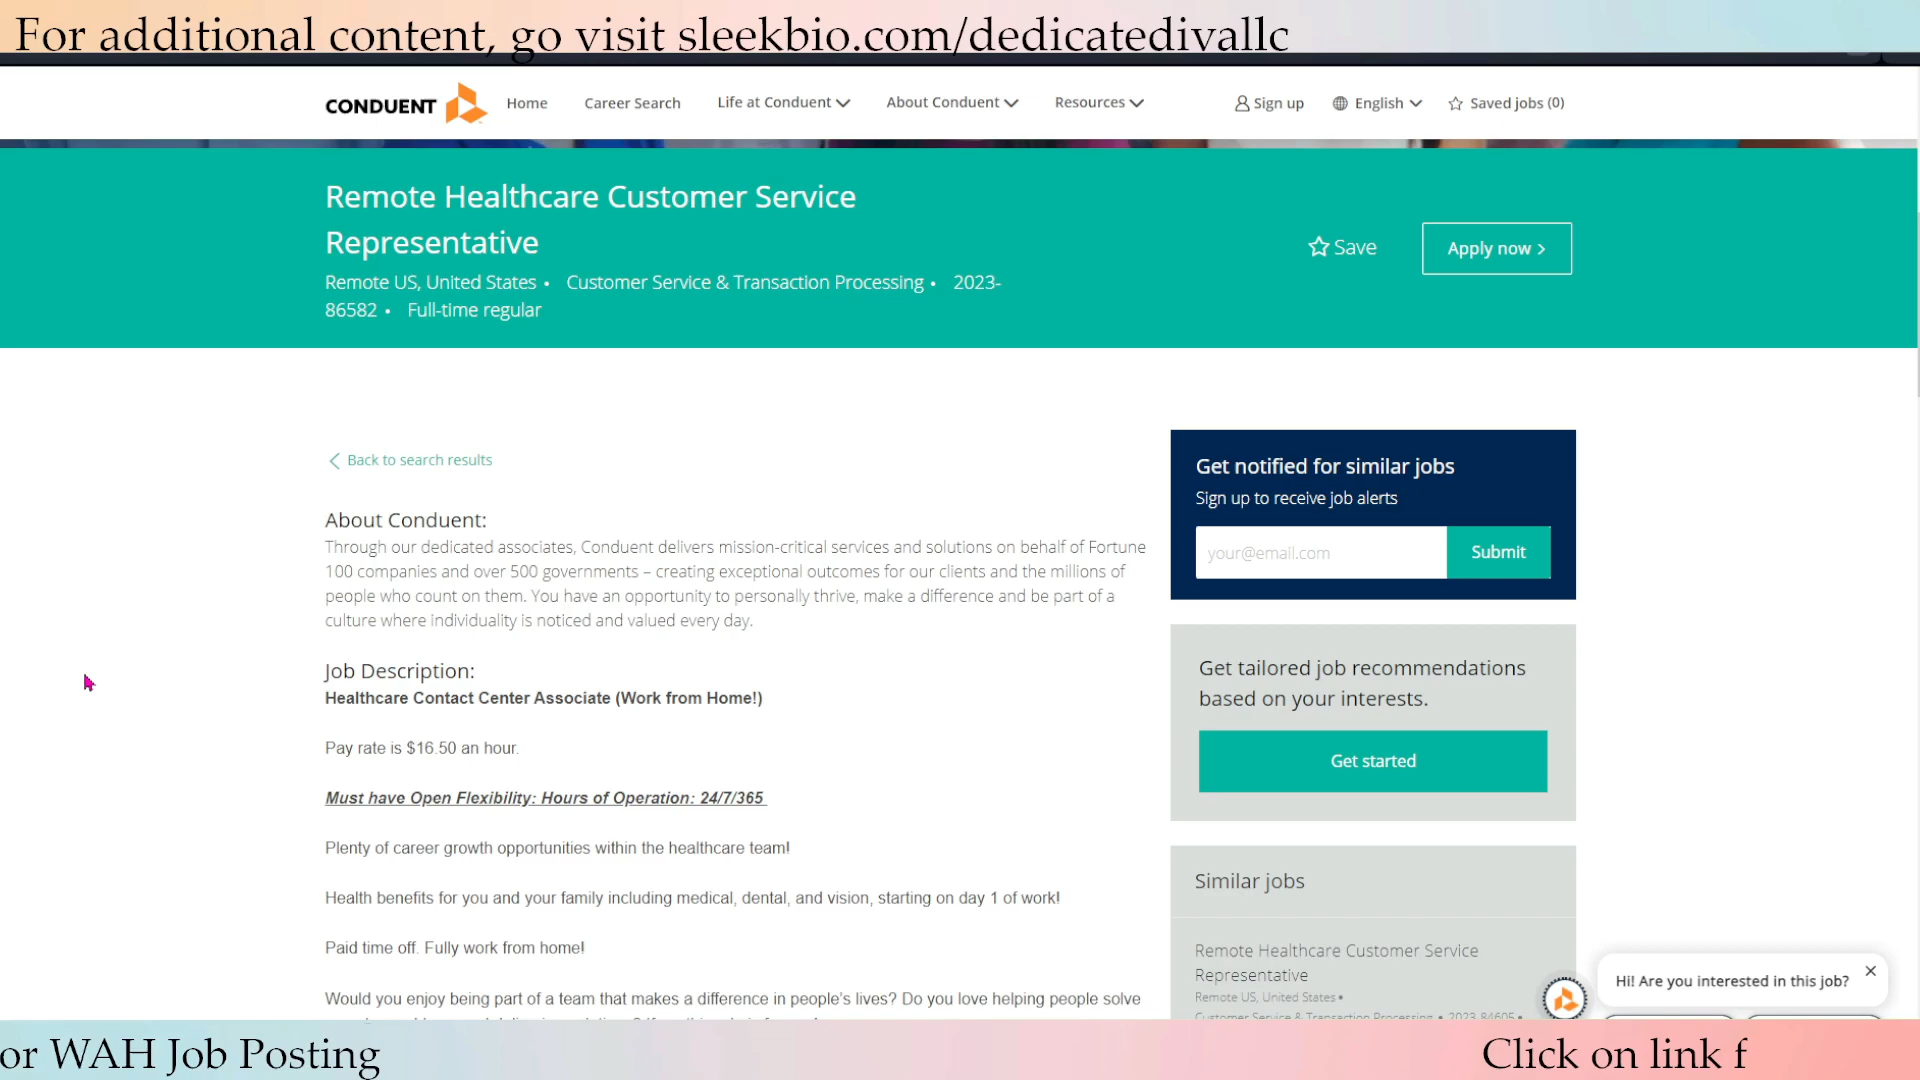 For additional content, go visit sleekbio.com/dedicatedivallc
CONDUENT Home Career Search Life at Conduent About Conduent Resources Sign up English Saved jobs (0)
Remote Healthcare Customer Service
Representative
Remote US, United States • Customer Service & Transaction Processing • 2023-
86582 • Full-time regular
Save
Apply now >
Back to search results
About Conduent:
Through our dedicated associates, Conduent delivers mission-critical services and solutions on behalf of Fortune
100 companies and over 500 governments – creating exceptional outcomes for our clients and the millions of
people who count on them. You have an opportunity to personally thrive, make a difference and be part of a
culture where individuality is noticed and valued every day.
Job Description:
Healthcare Contact Center Associate (Work from Home!)
Pay rate is $16.50 an hour.
Must have Open Flexibility: Hours of Operation: 24/7/365
Plenty of career growth opportunities within the healthcare team!
Health benefits for you and your family including medical, dental, and vision, starting on day 1 of work!
Paid time off. Fully work from home!
Would you enjoy being part of a team that makes a difference in people's lives? Do you love helping people solve
Get notified for similar jobs
Sign up to receive job alerts
your@email.com Submit
Get tailored job recommendations
based on your interests.
Get started
Similar jobs
Remote Healthcare Customer Service
Representative
Remote US, United States •
Customer Service & Transaction Processing • 2023-84605 •
Hi! Are you interested in this job?
or WAH Job Posting
Click on link f